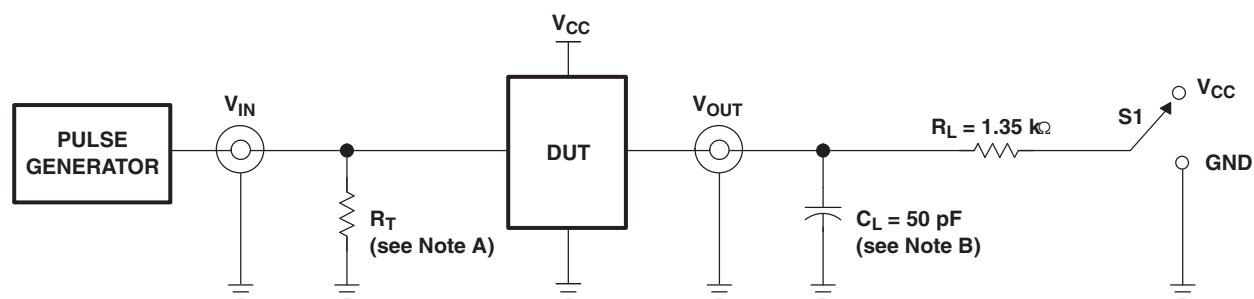 V_CC
PULSE
GENERATOR
V_IN
DUT
V_OUT
R_L = 1.35 kΩ
S1
V_CC
GND
R_T
(see Note A)
C_L = 50 pF
(see Note B)